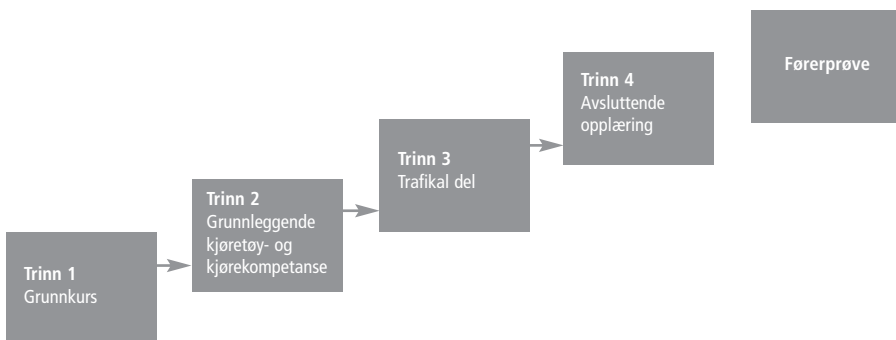 Trinn 1
Grunnkurs
Trinn 2
Grunnleggende
kjøretøy- og
kjørekompetanse
Trinn 3
Trafikal del
Trinn 4
Avsluttende
opplæring
Førerprøve